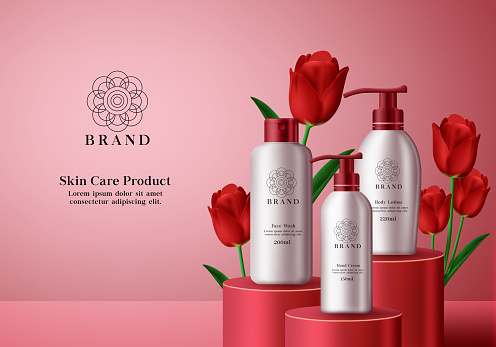 BRAND
Skin Care Product
Lorem ipsum dolor sit amet,
consectetur adipiscing elit.
BRAND
Face Wash
200ml
BRAND
Hand Cream
150ml
BRAND
Body Lotion
220ml